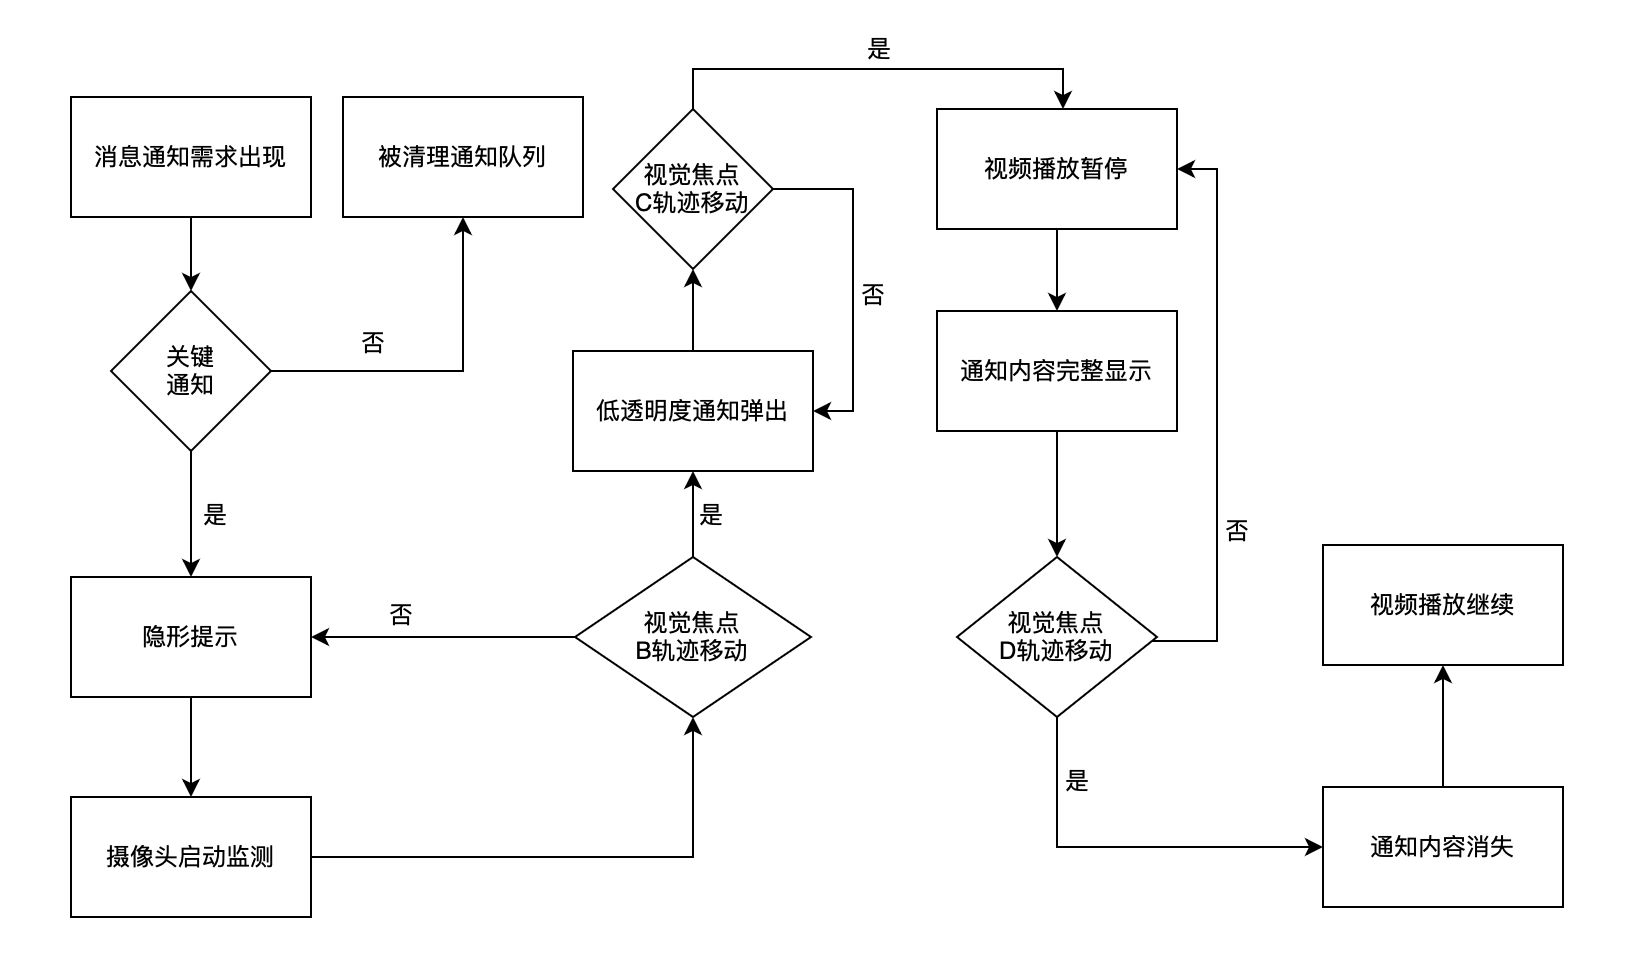 消息通知需求出现
被清理通知队列
关键
通知
否
是
隐形提示
摄像头启动监测
否
视觉焦点
B轨迹移动
是
低透明度通知弹出
视觉焦点
C轨迹移动
否
是
视频播放暂停
通知内容完整显示
视觉焦点
D轨迹移动
否
是
通知内容消失
视频播放继续